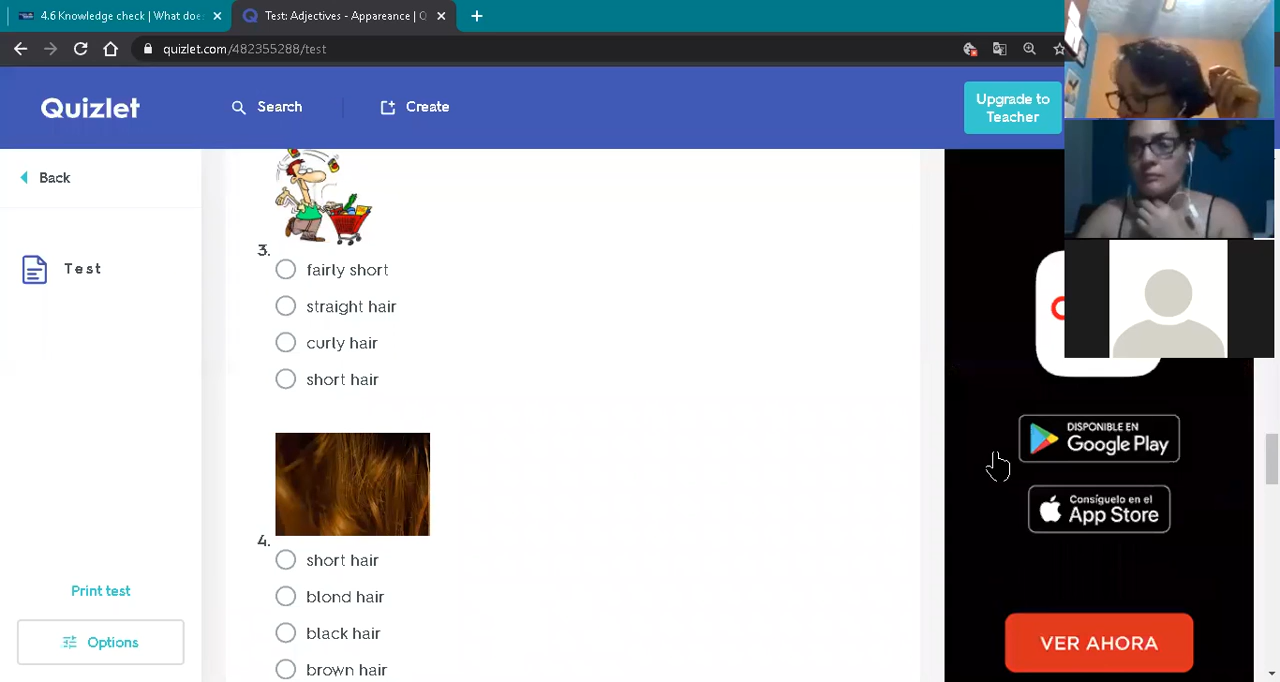 4.6 Knowledge check | What doe
Test: Adjectives - Appareance | Q
quizlet.com/482355288/test
Quizlet
Search
Create
Upgrade to
Teacher
Back
Test
3.
fairly short
straight hair
curly hair
short hair
4.
short hair
blond hair
black hair
brown hair
Print test
Options
DISPONIBLE EN
Google Play
Consíguelo en el
App Store
VER AHORA